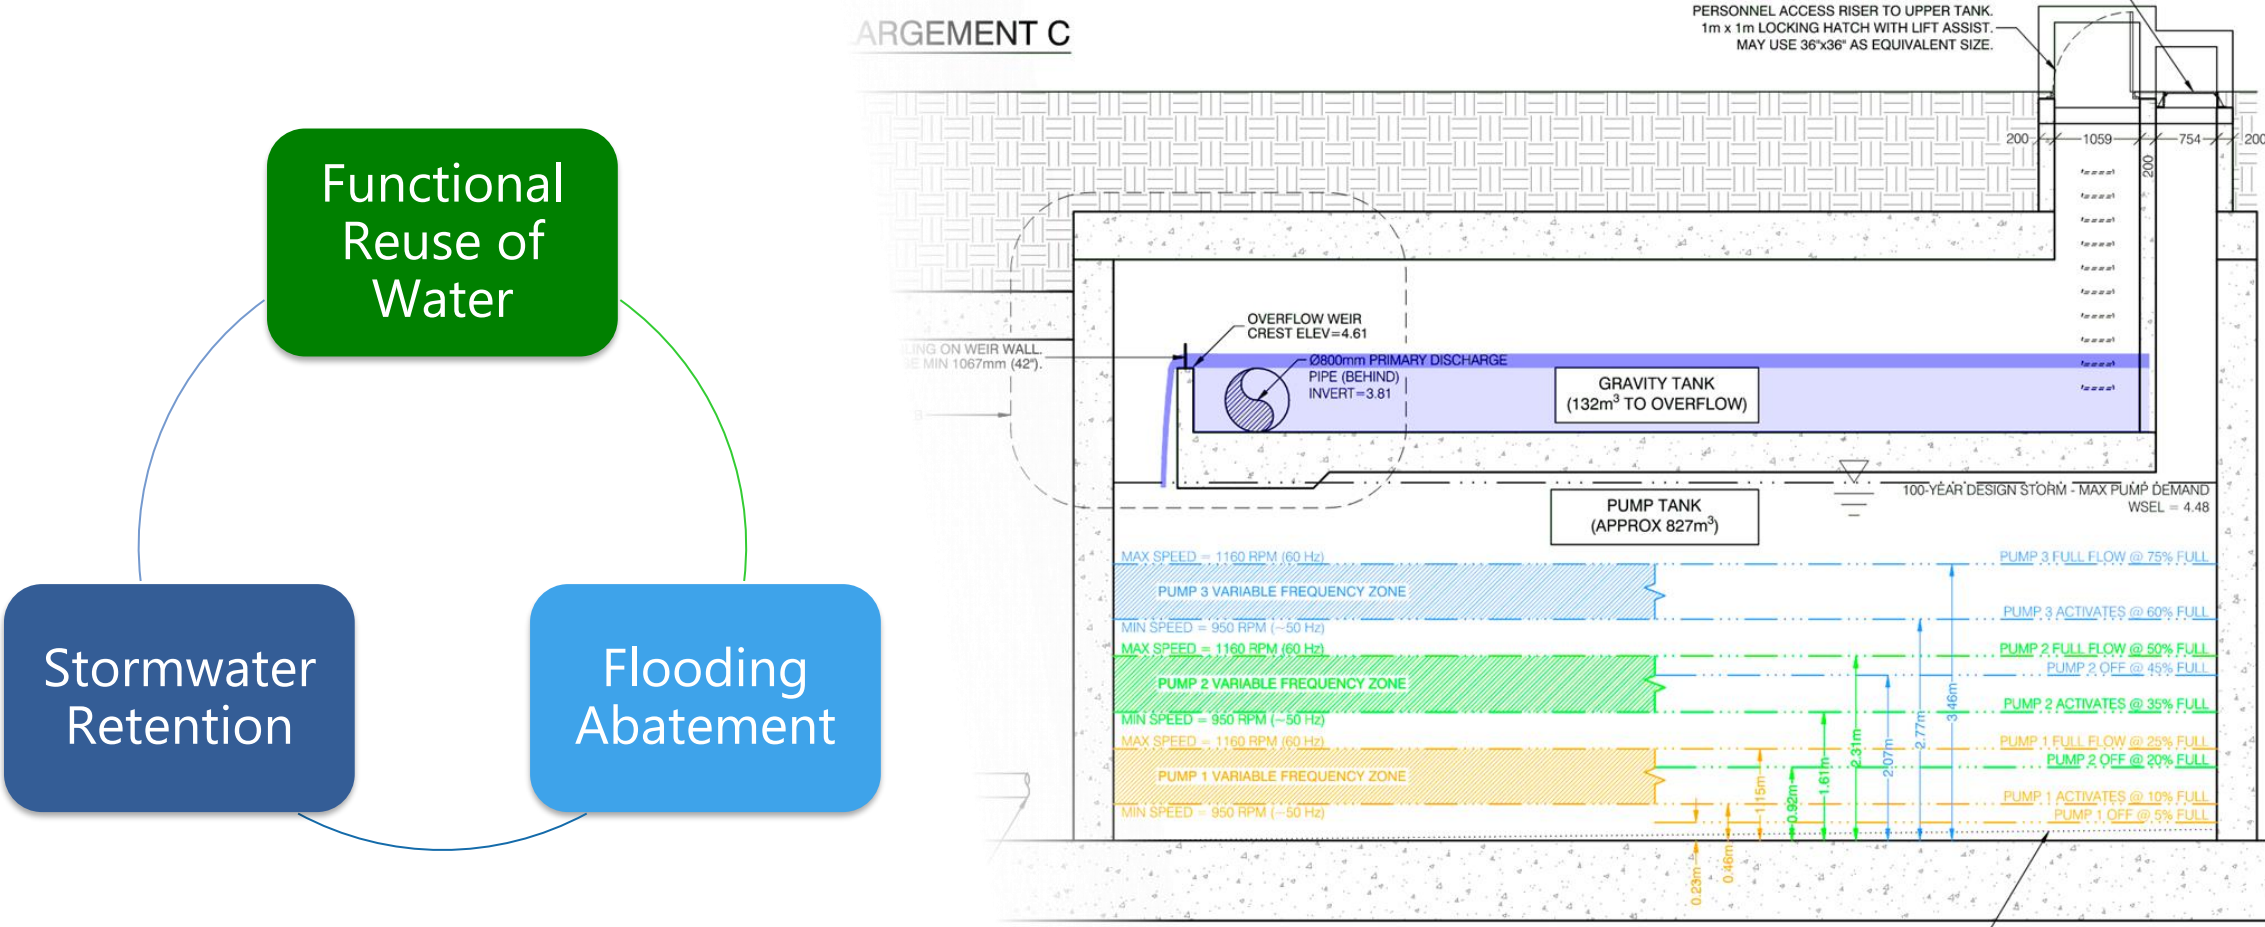 Functional
Reuse of
Water
Stormwater
Retention
Flooding
Abatement
ARGEMENT C
PERSONNEL ACCESS RISER TO UPPER TANK.
1m x 1m LOCKING HATCH WITH LIFT ASSIST.
MAY USE 36"x36" AS EQUIVALENT SIZE.
200
1059
754
200
200
OVERFLOW WEIR
CREST ELEV=4.61
LING ON WEIR WALL.
MIN 1067mm (42").
Ø800mm PRIMARY DISCHARGE
PIPE (BEHIND)
INVERT=3.81
GRAVITY TANK
(132m³ TO OVERFLOW)
PUMP TANK
(APPROX 827m³)
100-YEAR DESIGN STORM - MAX PUMP DEMAND
WSEL = 4.48
MAX SPEED = 1160 RPM (60 Hz)
PUMP 3 FULL FLOW @ 75% FULL
PUMP 3 VARIABLE FREQUENCY ZONE
PUMP 3 ACTIVATES @ 60% FULL
MIN SPEED = 950 RPM (~50 Hz)
MAX SPEED = 1160 RPM (60 Hz)
PUMP 2 FULL FLOW @ 50% FULL
PUMP 2 OFF @ 45% FULL
PUMP 2 VARIABLE FREQUENCY ZONE
PUMP 2 ACTIVATES @ 35% FULL
MIN SPEED = 950 RPM (~50 Hz)
MAX SPEED = 1160 RPM (60 Hz)
PUMP 1 FULL FLOW @ 25% FULL
PUMP 2 OFF @ 20% FULL
PUMP 1 VARIABLE FREQUENCY ZONE
PUMP 1 ACTIVATES @ 10% FULL
MIN SPEED = 950 RPM (~50 Hz)
PUMP 1 OFF @ 5% FULL
0.23m
0.46m
1.15m
0.92m
1.61m
2.31m
2.07m
2.77m
3.46m